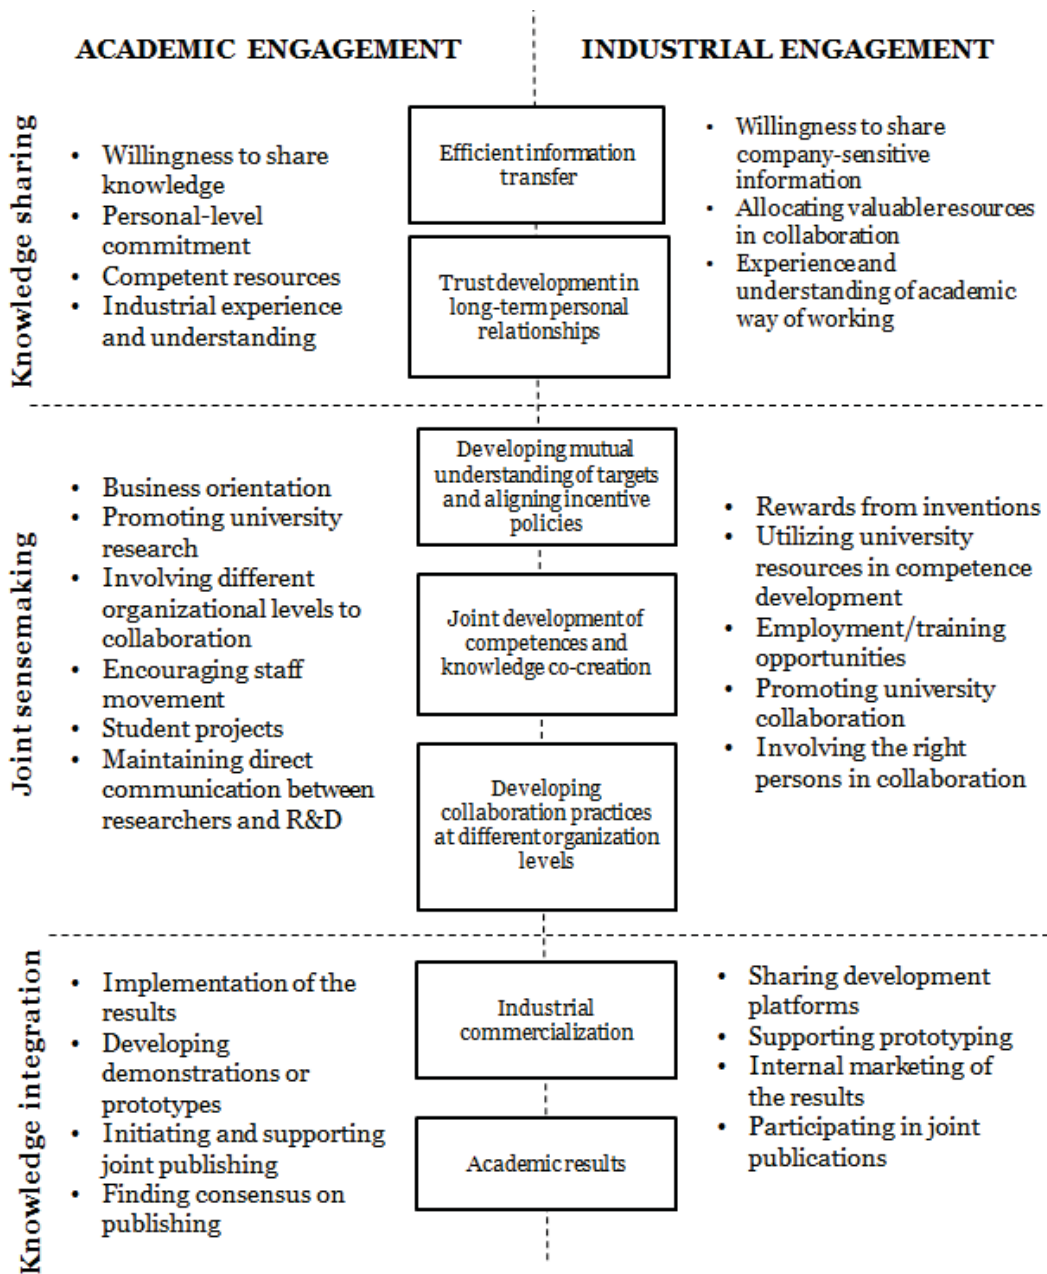 ACADEMIC ENGAGEMENT
INDUSTRIAL ENGAGEMENT
Knowledge sharing
• Willingness to share
knowledge
• Personal-level
commitment
• Competent resources
• Industrial experience
and understanding
Efficient information
transfer
Trust development in
long-term personal
relationships
• Willingness to share
company-sensitive
information
• Allocating valuable resources
in collaboration
• Experience and
understanding of academic
way of working
Joint sensemaking
• Business orientation
• Promoting university
research
• Involving different
organizational levels to
collaboration
• Encouraging staff
movement
• Student projects
• Maintaining direct
communication between
researchers and R&D
Developing mutual
understanding of targets
and aligning incentive
policies
Joint development of
competences and
knowledge co-creation
Developing
collaboration practices
at different organization
levels
• Rewards from inventions
• Utilizing university
resources in competence
development
• Employment/training
opportunities
• Promoting university
collaboration
• Involving the right
persons in collaboration
Knowledge integration
• Implementation of the
results
• Developing
demonstrations or
prototypes
• Initiating and supporting
joint publishing
• Finding consensus on
publishing
Industrial
commercialization
Academic results
• Sharing development
platforms
• Supporting prototyping
• Internal marketing of
the results
• Participating in joint
publications